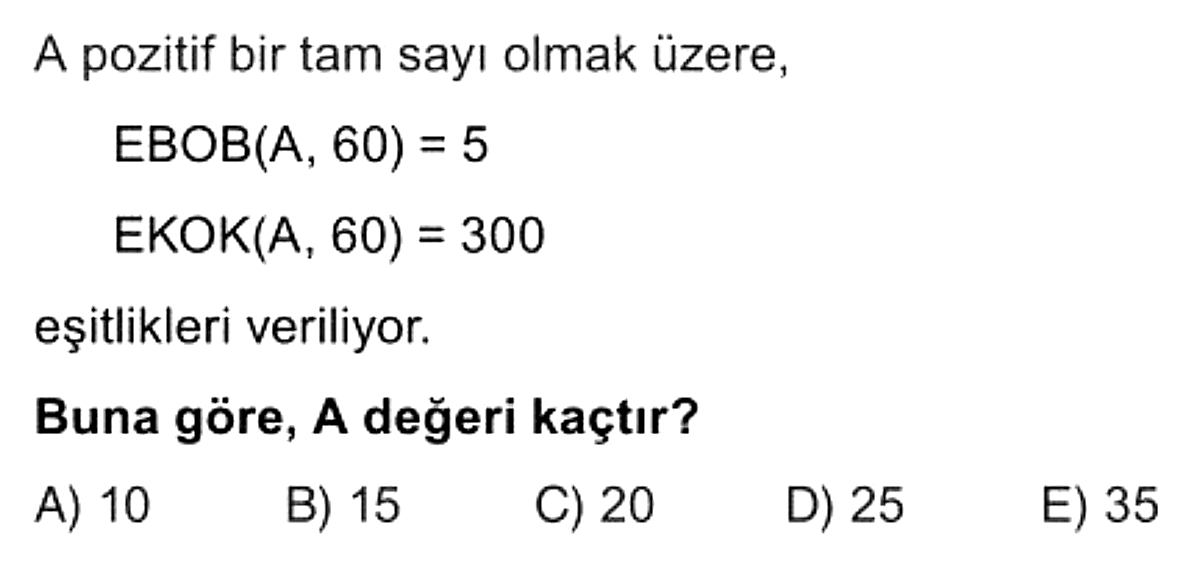 A pozitif bir tam sayı olmak üzere,
EBOB(A, 60) = 5
EKOK(A, 60) = 300
eşitlikleri veriliyor.
Buna göre, A değeri kaçtır?
A) 10 B) 15 C) 20 D) 25 E) 35